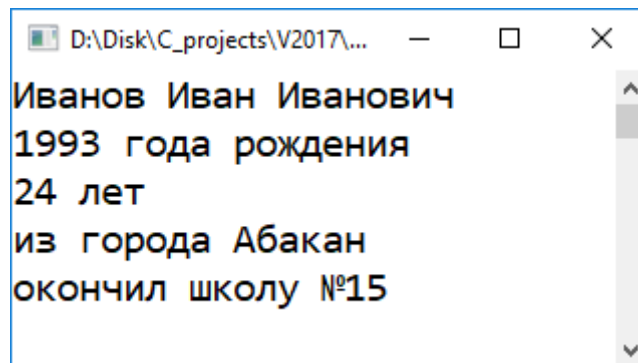 D:\Disk\C_projects\V2017\...
Иванов Иван Иванович
1993 года рождения
24 лет
из города Абакан
окончил школу №15